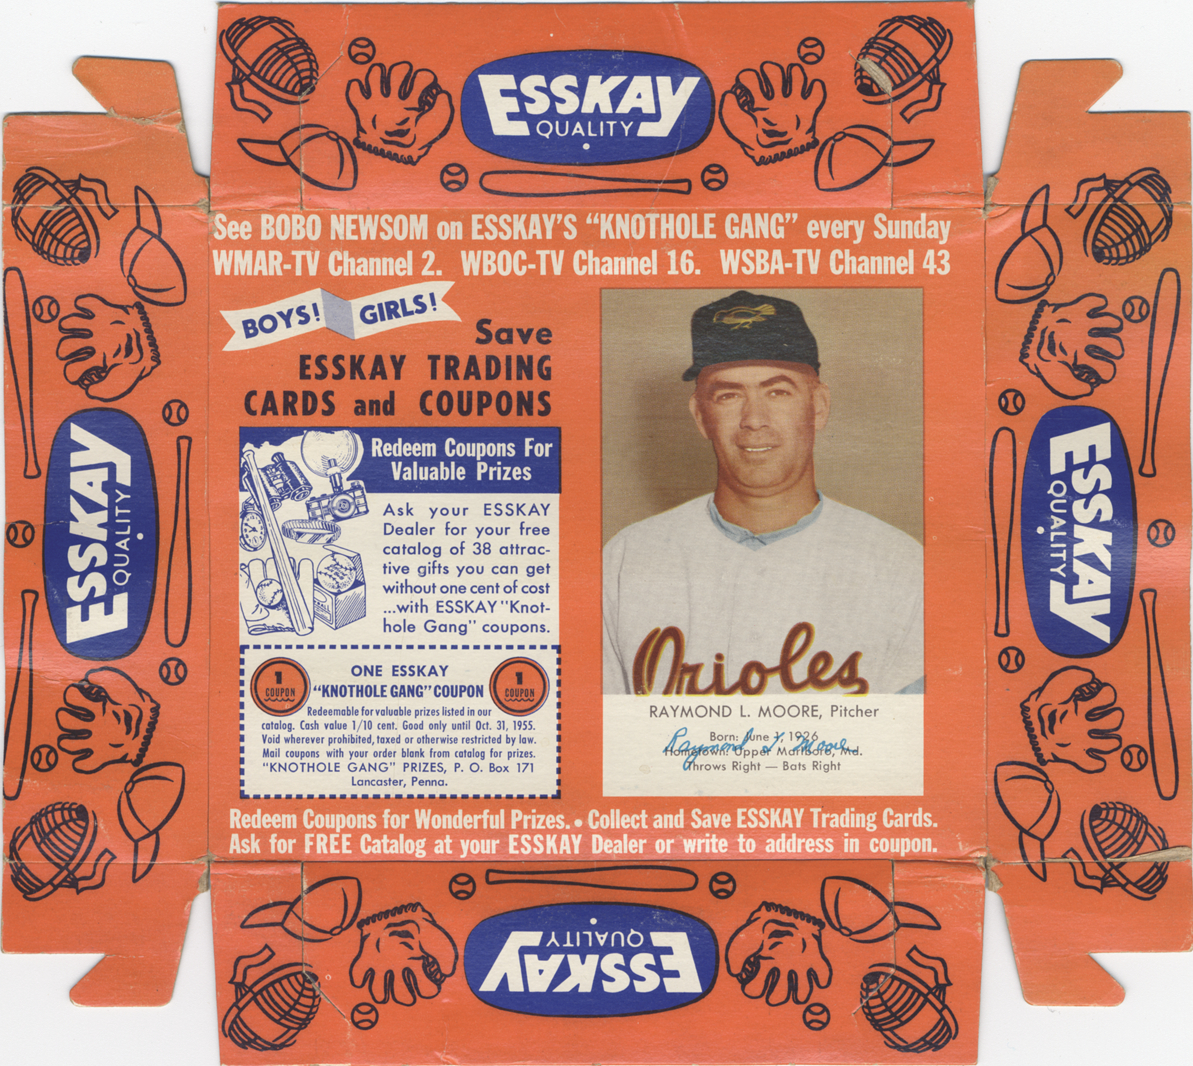 ESSKAY
QUALITY
See BOBO NEWSOM on ESSKAY'S "KNOTHOLE GANG" every Sunday
WMAR-TV Channel 2. WBOC-TV Channel 16. WSBA-TV Channel 43
BOYS! GIRLS!
Save
ESSKAY TRADING
CARDS and COUPONS
Redeem Coupons For
Valuable Prizes
Ask your ESSKAY
Dealer for your free
catalog of 38 attrac-
tive gifts you can get
without one cent of cost
...with ESSKAY "Knot-
hole Gang" coupons.
1
COUPON
ONE ESSKAY
"KNOTHOLE GANG" COUPON
1
COUPON
Redeemable for valuable prizes listed in our
catalog. Cash value 1/10 cent. Good only until Oct. 31, 1955.
Void wherever prohibited, taxed or otherwise restricted by law.
Mail coupons with your order blank from catalog for prizes.
"KNOTHOLE GANG" PRIZES, P. O. Box 171
Lancaster, Penna.
Orioles
RAYMOND L. MOORE, Pitcher
Born: June 1, 1926
Hometown: Upper Marlboro, Md.
Throws Right — Bats Right
Raymond L. Moore
Redeem Coupons for Wonderful Prizes. • Collect and Save ESSKAY Trading Cards.
Ask for FREE Catalog at your ESSKAY Dealer or write to address in coupon.
ESSKAY
QUALITY
ESSKAY
QUALITY
ESSKAY
QUALITY